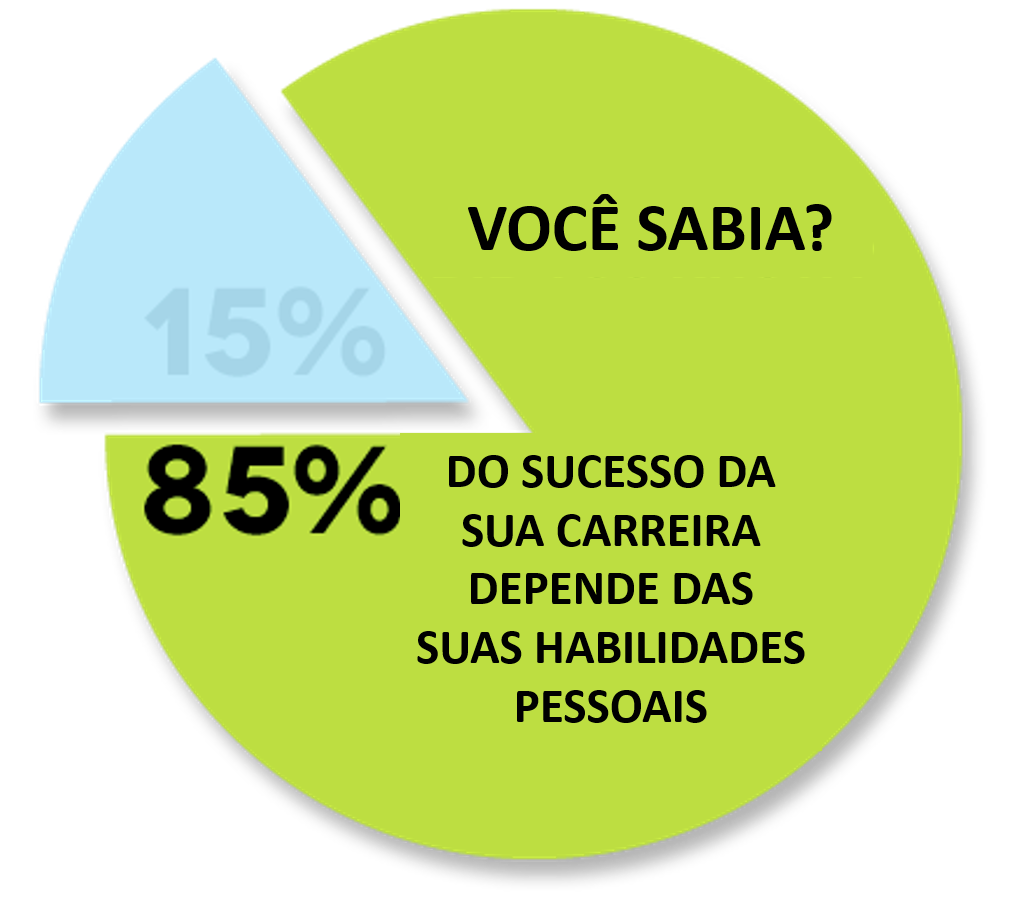 VOCÊ SABIA?
15%
85%
DO SUCESSO DA
SUA CARREIRA
DEPENDE DAS
SUAS HABILIDADES
PESSOAIS